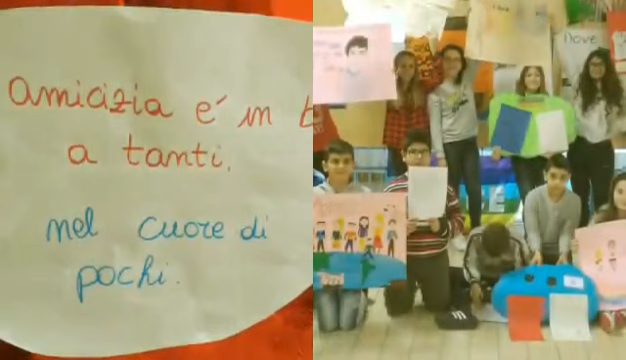 amicizia é in
a tanti.
nel cuore di
pochi.
Dove